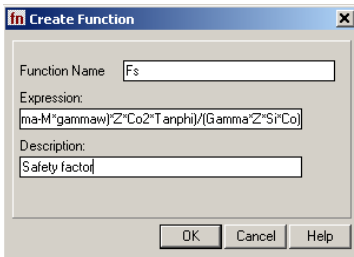 fn Create Function
Function Name Fs
Expression:
ma-M*gammaw)*Z*Co2*Tanphi)/(Gamma*Z*Si*Co)
Description:
Safety factor
OK Cancel Help